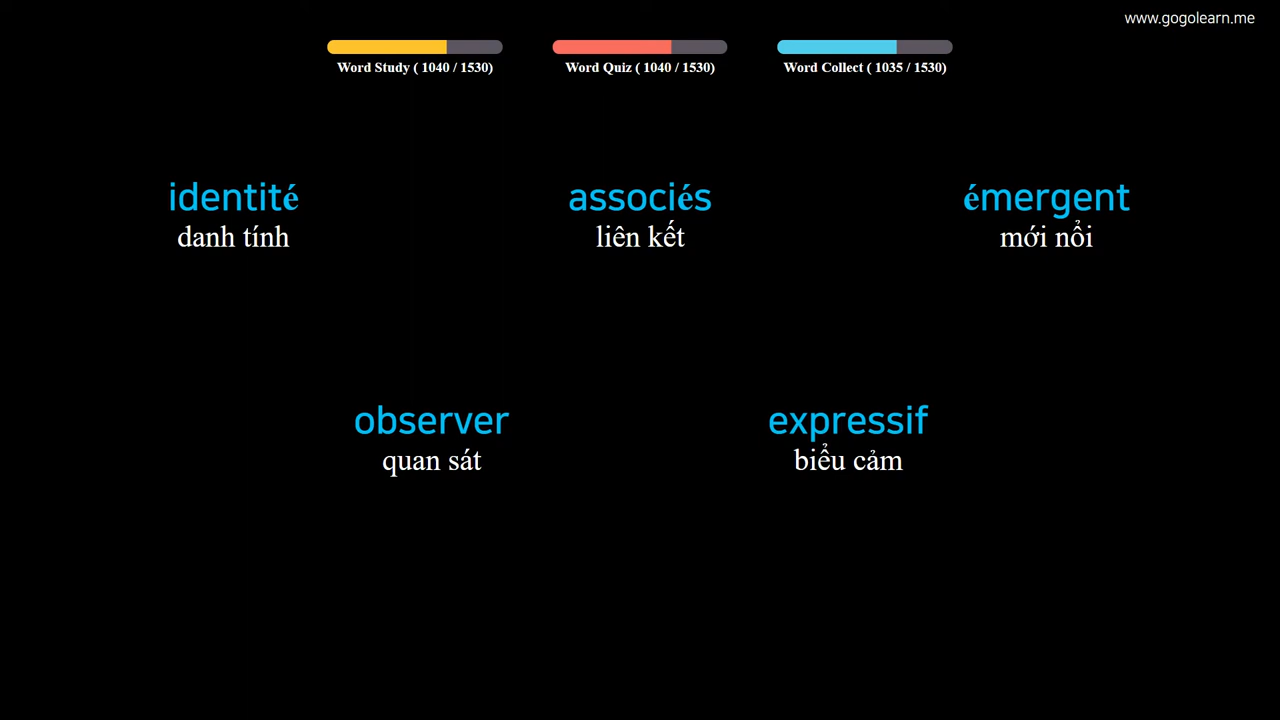 www.gogolearn.me
Word Study ( 1040 / 1530)
Word Quiz ( 1040 / 1530)
Word Collect ( 1035 / 1530)
identité
danh tính
associés
liên kết
émergent
mới nổi
observer
quan sát
expressif
biểu cảm